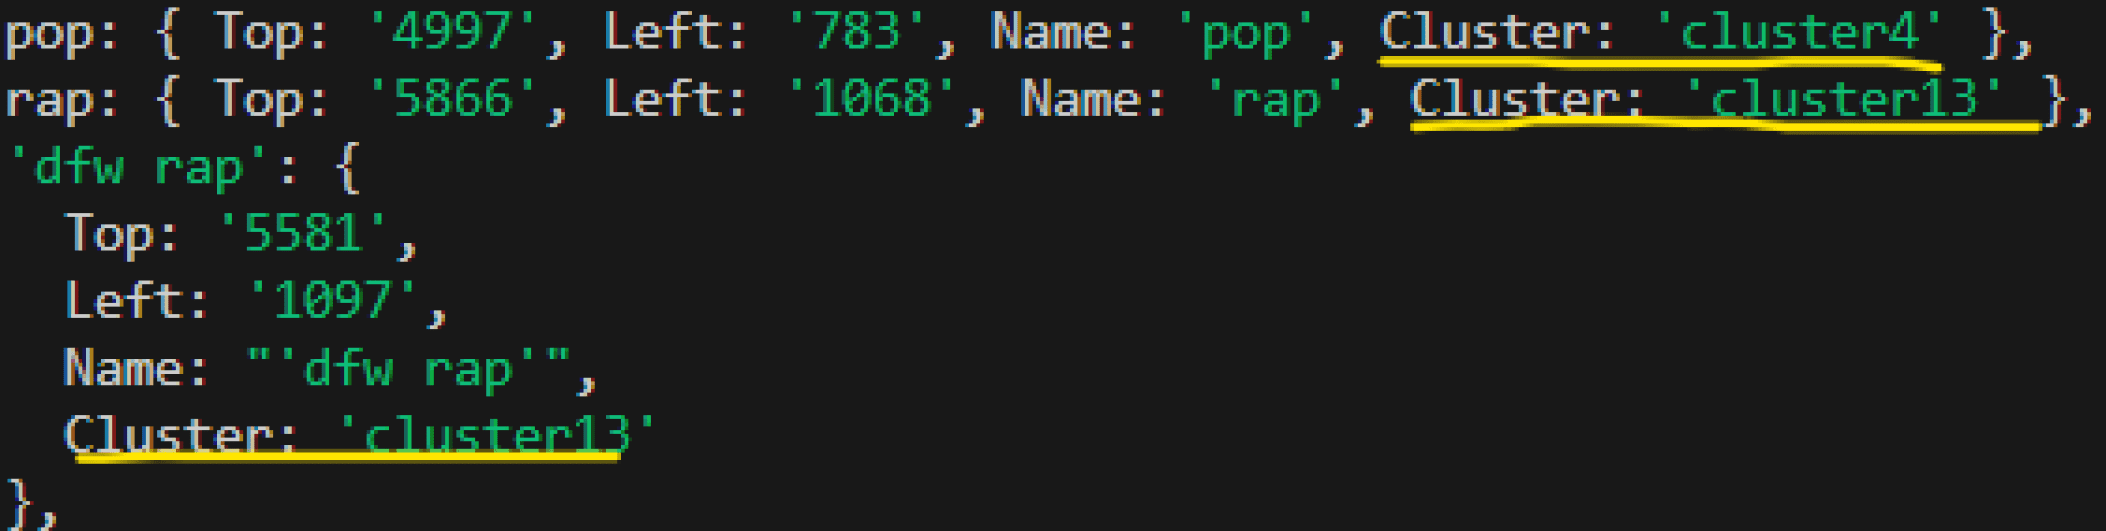 pop: { Top: '4997', Left: '783', Name: 'pop', Cluster: 'cluster4' },
rap: { Top: '5866', Left: '1068', Name: 'rap', Cluster: 'cluster13' },
'dfw rap': {
  Top: '5581',
  Left: '1097',
  Name: "'dfw rap'",
  Cluster: 'cluster13'
},